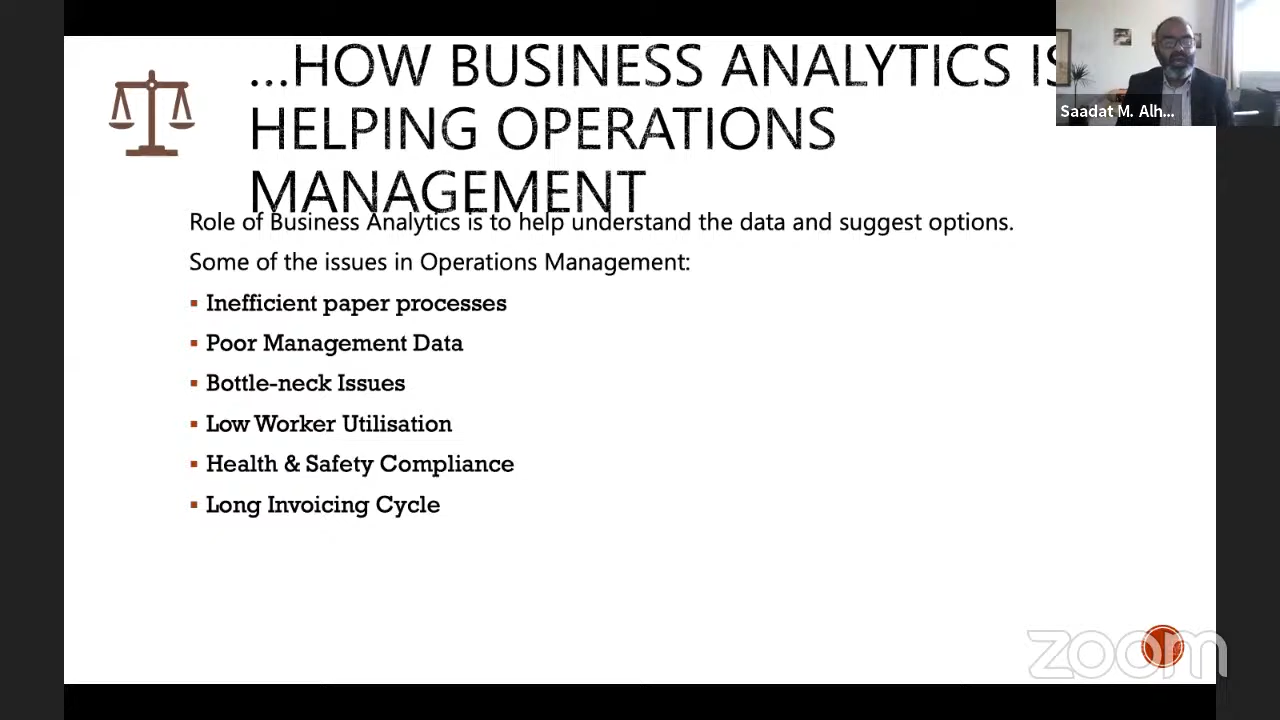 ...HOW BUSINESS ANALYTICS IS
HELPING OPERATIONS
MANAGEMENT
Saadat M. Alh...
Role of Business Analytics is to help understand the data and suggest options.
Some of the issues in Operations Management:
▪ Inefficient paper processes
▪ Poor Management Data
▪ Bottle-neck Issues
▪ Low Worker Utilisation
▪ Health & Safety Compliance
▪ Long Invoicing Cycle
zoom